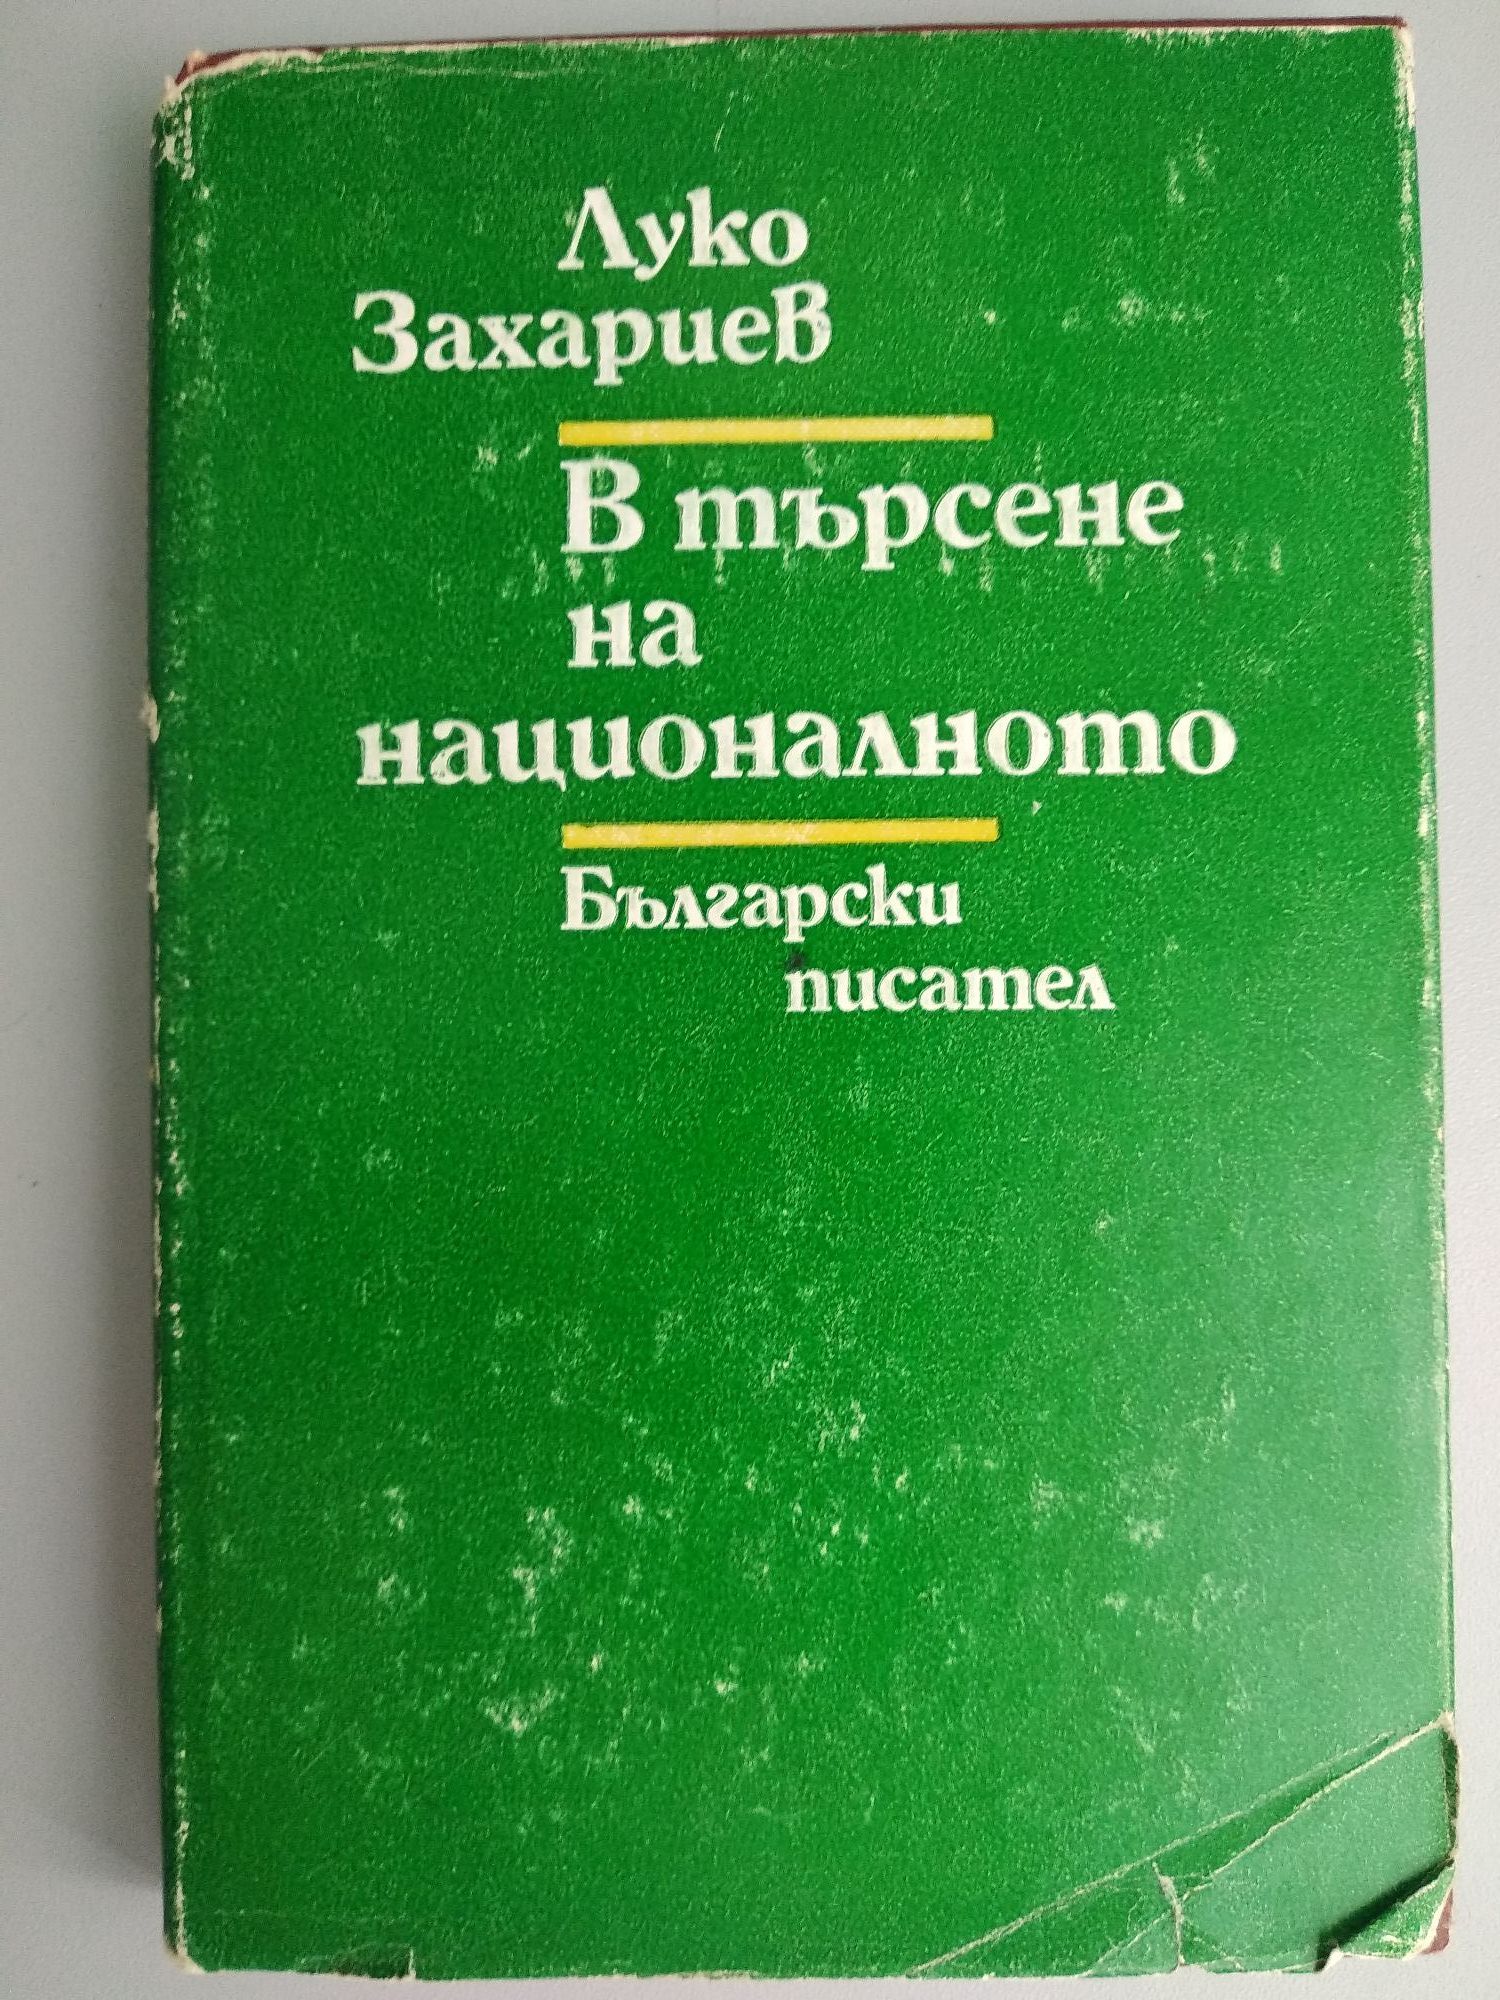 Луко
Захариев
В търсене
на
националното
Български
писател